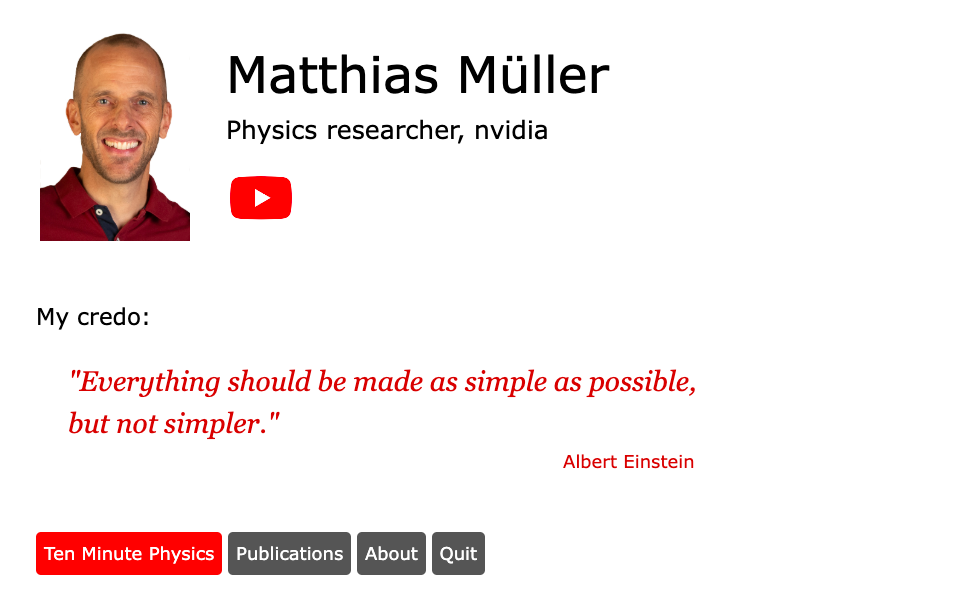 Matthias Müller
Physics researcher, nvidia
My credo:
"Everything should be made as simple as possible,
but not simpler."
Albert Einstein
Ten Minute Physics Publications About Quit